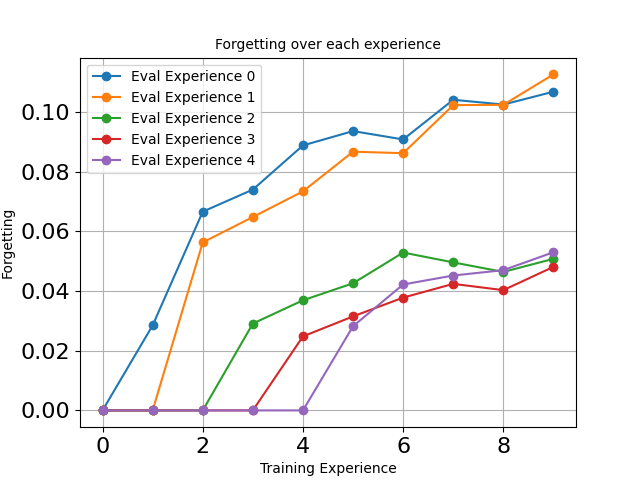 Forgetting over each experience
Eval Experience 0
Eval Experience 1
Eval Experience 2
Eval Experience 3
Eval Experience 4
Forgetting
0.10
0.08
0.06
0.04
0.02
0.00
0 2 4 6 8
Training Experience